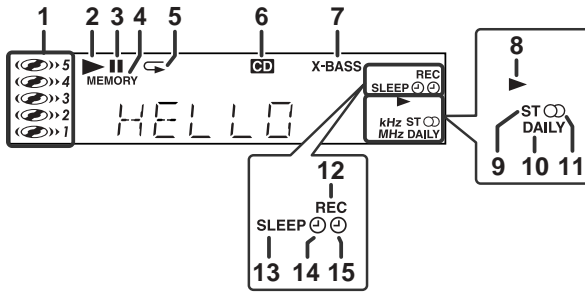 1 2 3 4 5 6 7
5
4
3
2
1
MEMORY
CD
X-BASS
REC
SLEEP
kHz ST
MHz DAILY
HELLO
8
ST
DAILY
9 10 11
12
REC
SLEEP
13 14 15